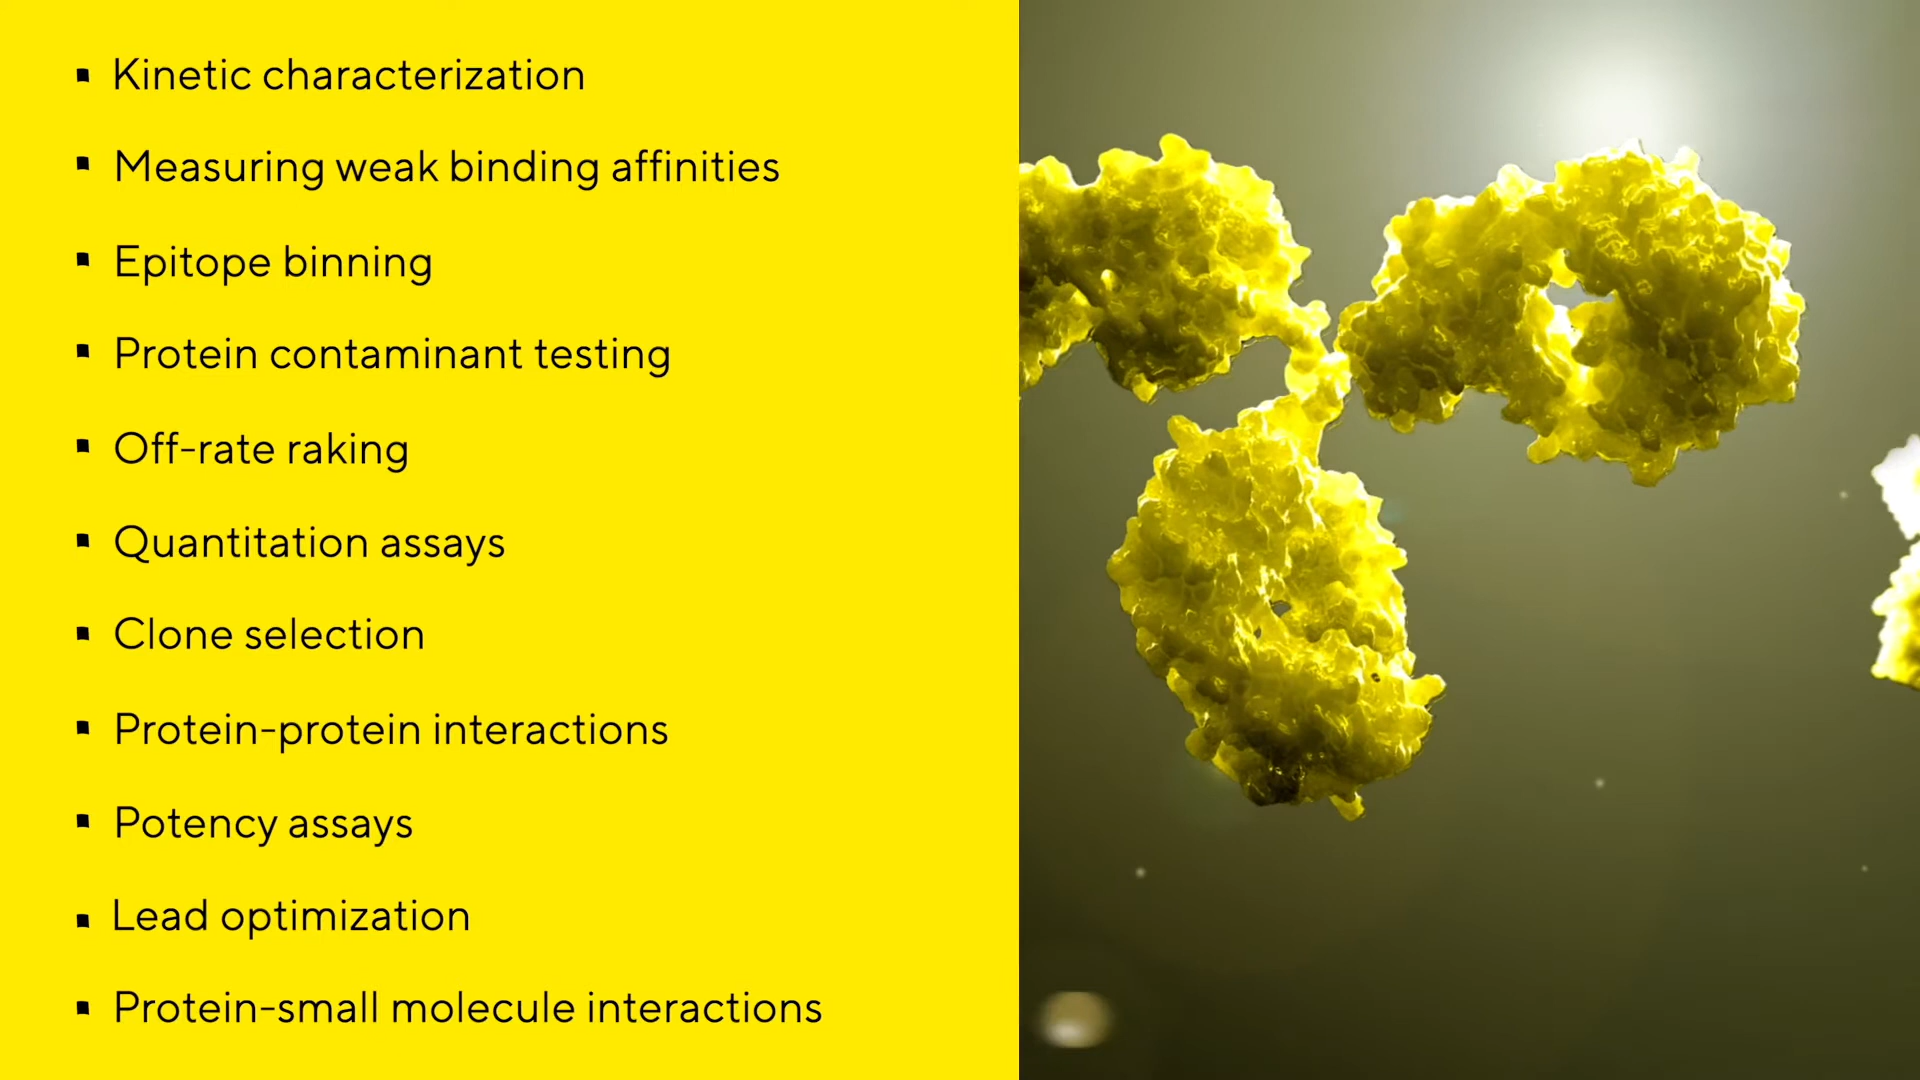 ▪ Kinetic characterization
▪ Measuring weak binding affinities
▪ Epitope binning
▪ Protein contaminant testing
▪ Off-rate raking
▪ Quantitation assays
▪ Clone selection
▪ Protein-protein interactions
▪ Potency assays
▪ Lead optimization
▪ Protein-small molecule interactions